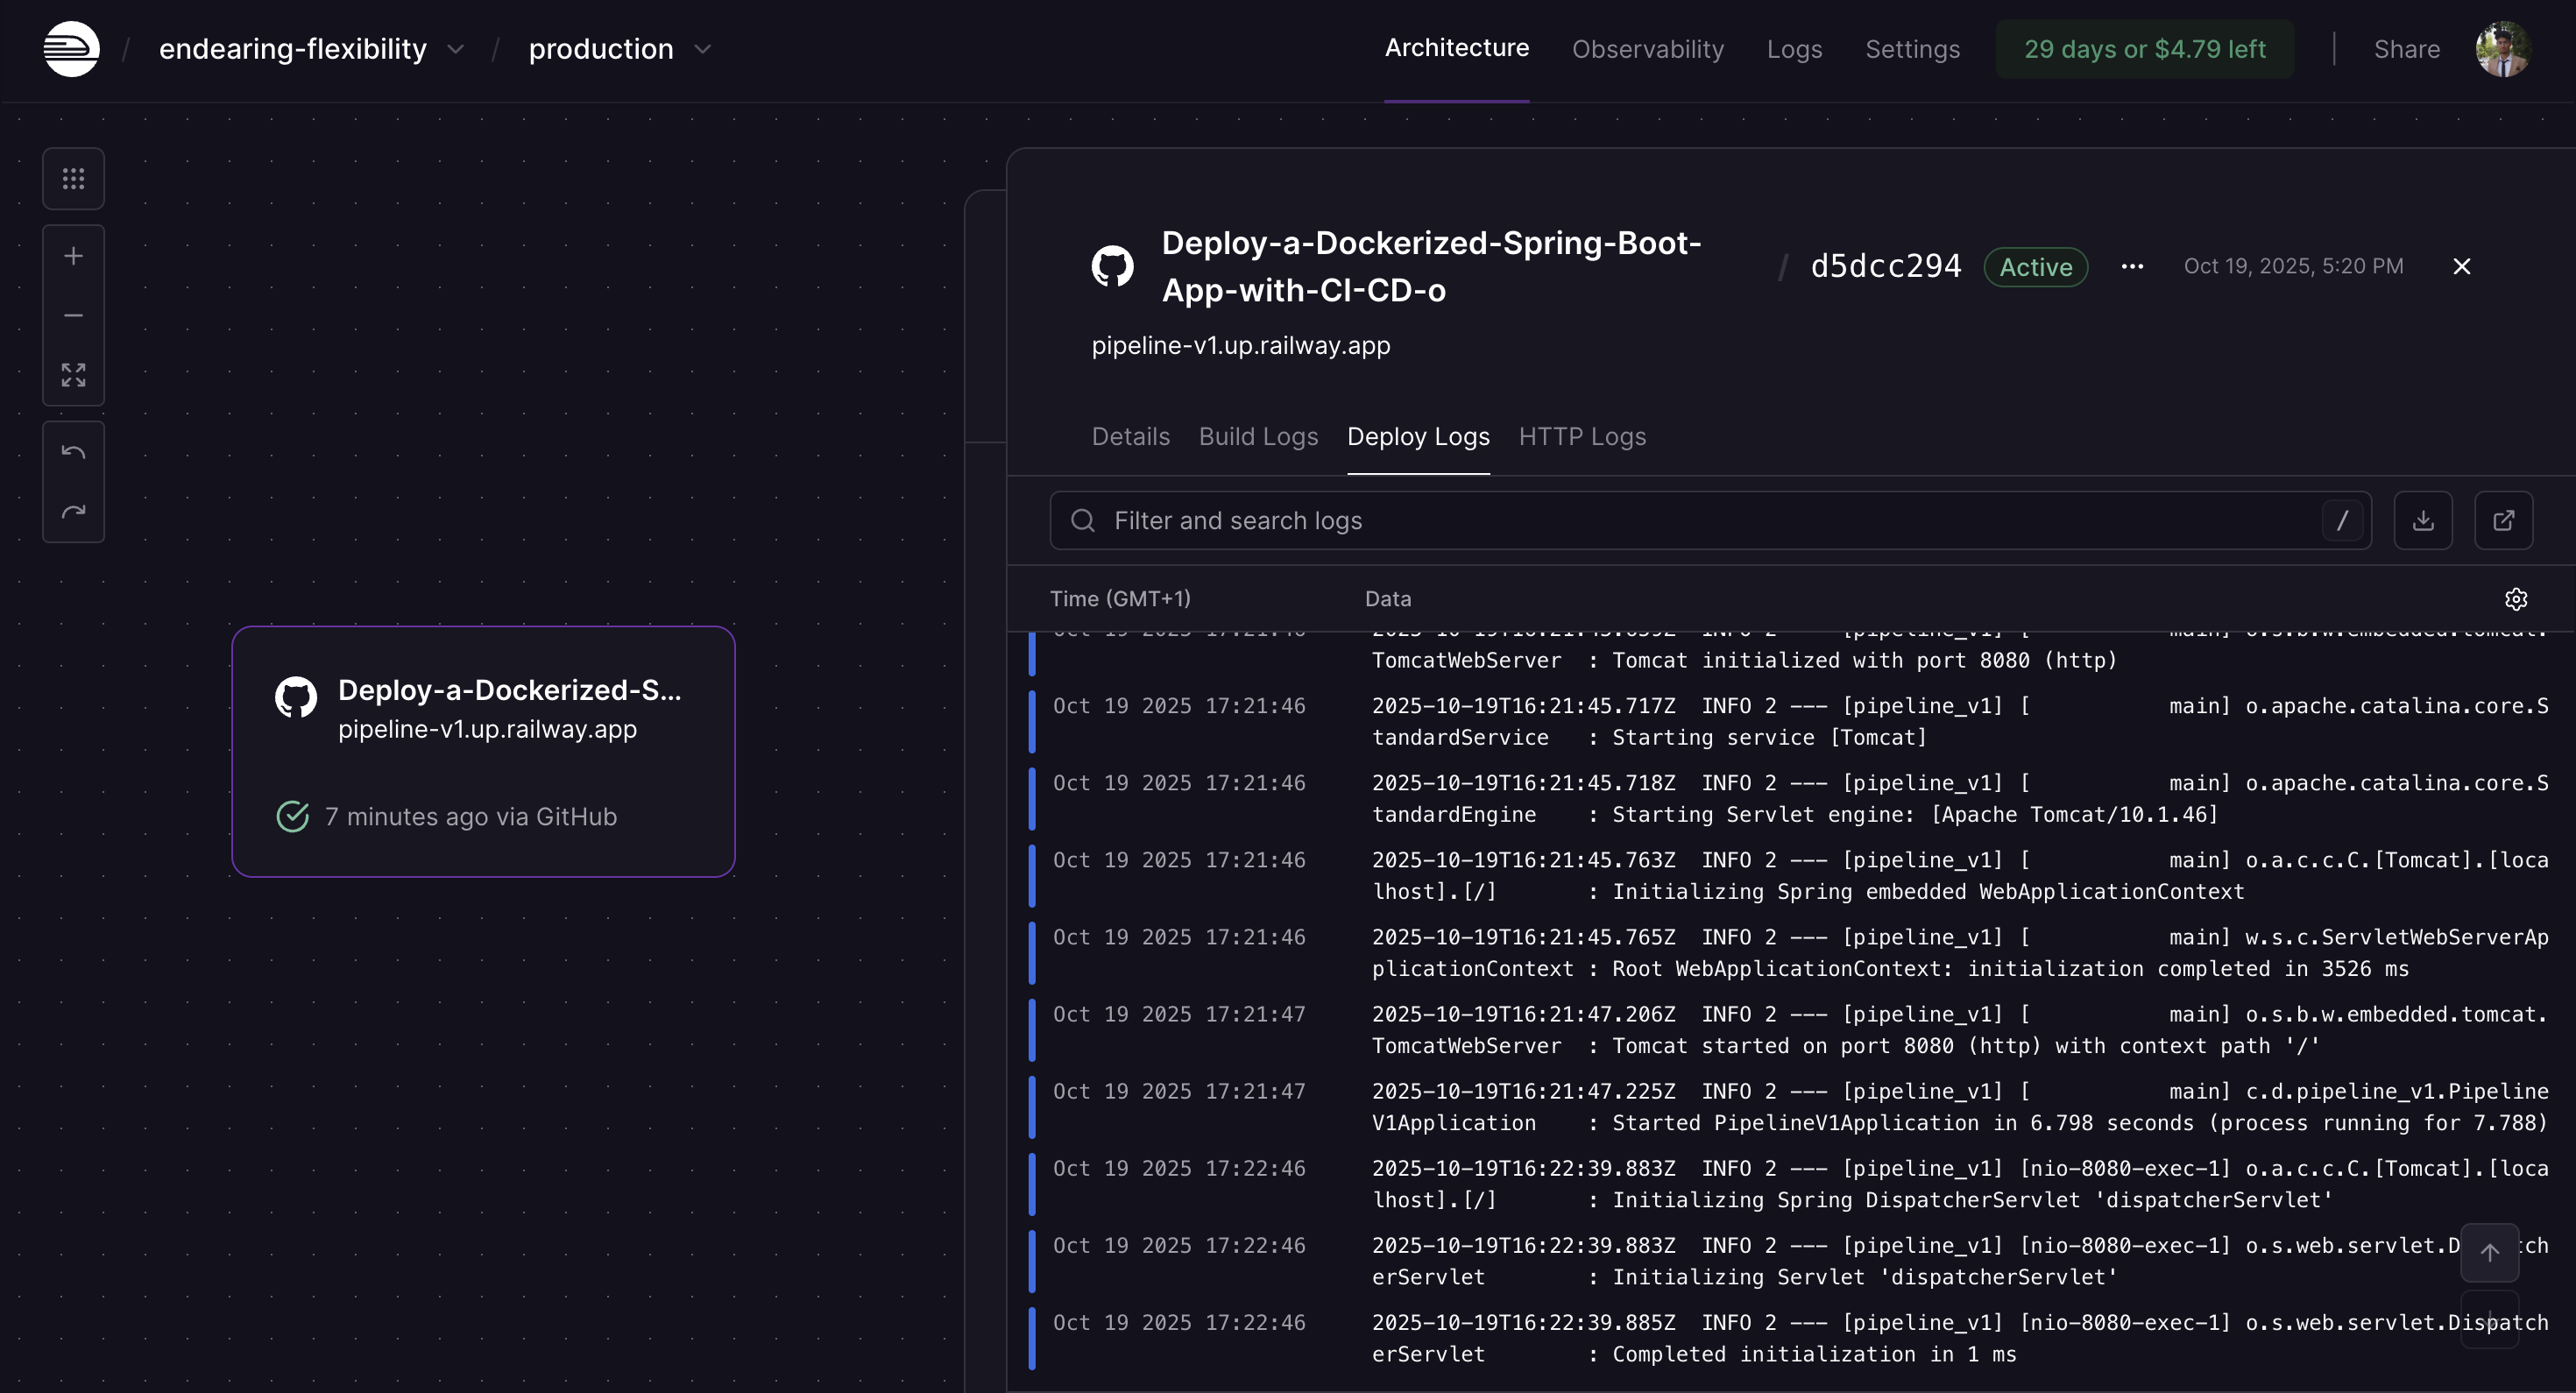 / endearing-flexibility / production
Architecture Observability Logs Settings 29 days or $4.79 left Share
Deploy-a-Dockerized-S...
pipeline-v1.up.railway.app
7 minutes ago via GitHub
Deploy-a-Dockerized-Spring-Boot-
App-with-CI-CD-o
/ d5dcc294 Active ... Oct 19, 2025, 5:20 PM
pipeline-v1.up.railway.app
Details Build Logs Deploy Logs HTTP Logs
Filter and search logs /
Time (GMT+1) Data
TomcatWebServer  : Tomcat initialized with port 8080 (http)
Oct 19 2025 17:21:46 2025-10-19T16:21:45.717Z  INFO 2 --- [pipeline_v1] [           main] o.apache.catalina.core.S
tandardService   : Starting service [Tomcat]
Oct 19 2025 17:21:46 2025-10-19T16:21:45.718Z  INFO 2 --- [pipeline_v1] [           main] o.apache.catalina.core.S
tandardEngine    : Starting Servlet engine: [Apache Tomcat/10.1.46]
Oct 19 2025 17:21:46 2025-10-19T16:21:45.763Z  INFO 2 --- [pipeline_v1] [           main] o.a.c.c.C.[Tomcat].[loca
lhost].[/]       : Initializing Spring embedded WebApplicationContext
Oct 19 2025 17:21:46 2025-10-19T16:21:45.765Z  INFO 2 --- [pipeline_v1] [           main] w.s.c.ServletWebServerAp
plicationContext : Root WebApplicationContext: initialization completed in 3526 ms
Oct 19 2025 17:21:47 2025-10-19T16:21:47.206Z  INFO 2 --- [pipeline_v1] [           main] o.s.b.w.embedded.tomcat.
TomcatWebServer  : Tomcat started on port 8080 (http) with context path '/'
Oct 19 2025 17:21:47 2025-10-19T16:21:47.225Z  INFO 2 --- [pipeline_v1] [           main] c.d.pipeline_v1.Pipeline
V1Application    : Started PipelineV1Application in 6.798 seconds (process running for 7.788)
Oct 19 2025 17:22:46 2025-10-19T16:22:39.883Z  INFO 2 --- [pipeline_v1] [nio-8080-exec-1] o.a.c.c.C.[Tomcat].[loca
lhost].[/]       : Initializing Spring DispatcherServlet 'dispatcherServlet'
Oct 19 2025 17:22:46 2025-10-19T16:22:39.883Z  INFO 2 --- [pipeline_v1] [nio-8080-exec-1] o.s.web.servlet.Dispatch
erServlet        : Initializing Servlet 'dispatcherServlet'
Oct 19 2025 17:22:46 2025-10-19T16:22:39.885Z  INFO 2 --- [pipeline_v1] [nio-8080-exec-1] o.s.web.servlet.Dispatch
erServlet        : Completed initialization in 1 ms